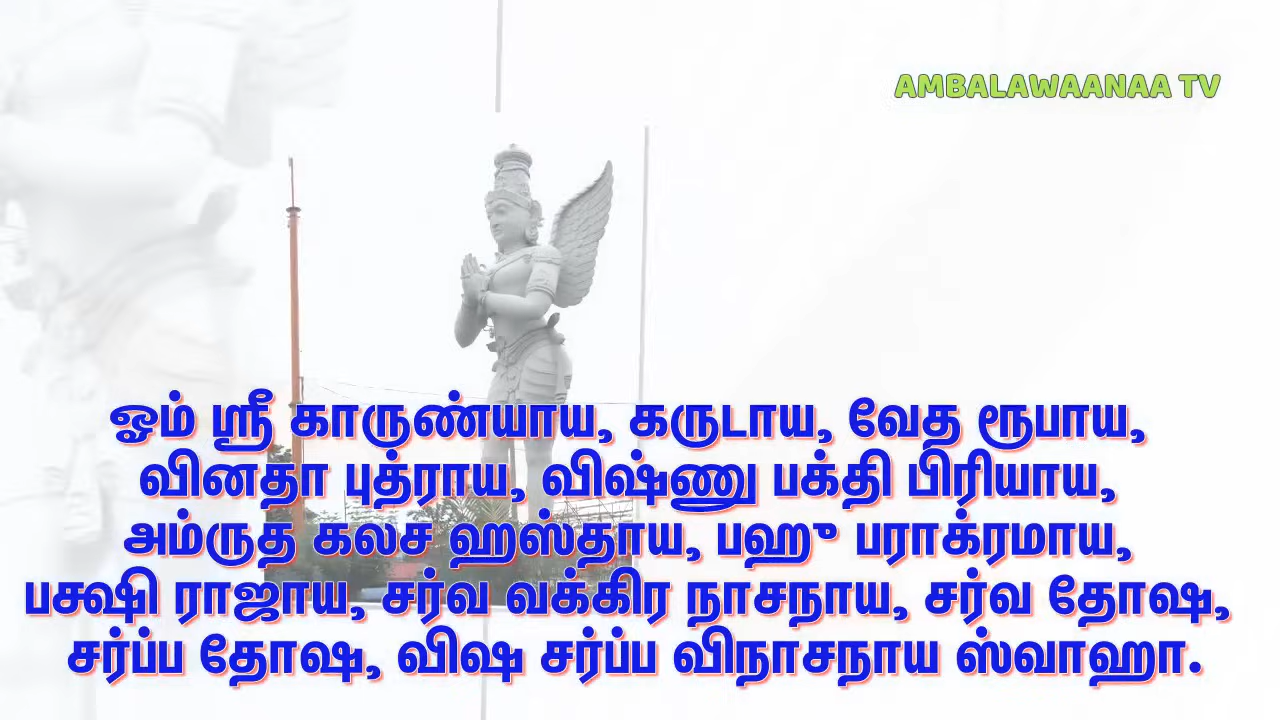 AMBALAWAANAA TV
ஓம் ஸ்ரீ காருண்யாய, கருடாய, வேத ரூபாய,
வினதா புத்ராய, விஷ்ணு பக்தி பிரியாய,
அம்ருத கலச ஹஸ்தாய, பஹு பராக்ரமாய,
பக்ஷி ராஜாய, சர்வ வக்கிர நாசநாய, சர்வ தோஷ,
சர்ப்ப தோஷ, விஷ சர்ப்ப விநாசநாய ஸ்வாஹா.